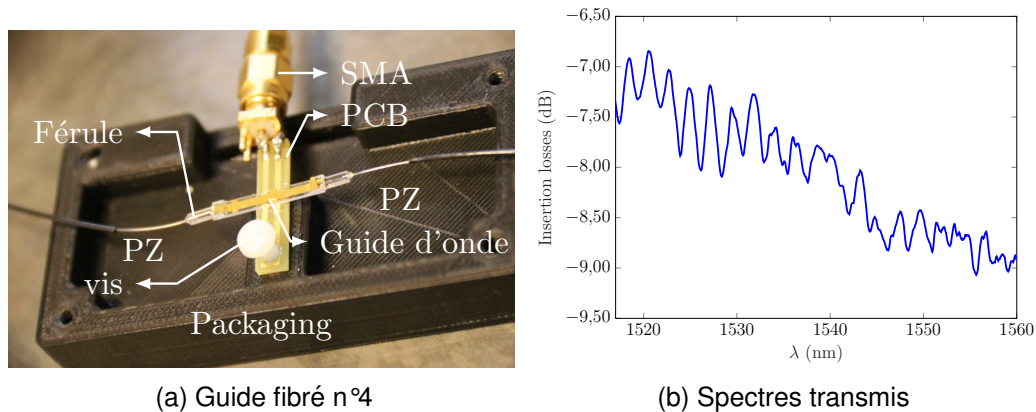 SMA
PCB
Férule
PZ
PZ
Guide d'onde
vis
Packaging
(a) Guide fibré n°4
−6,50
−7,00
−7,50
−8,00
−8,50
−9,00
−9,50
Insertion losses (dB)
1520 1530 1540 1550 1560
λ (nm)
(b) Spectres transmis